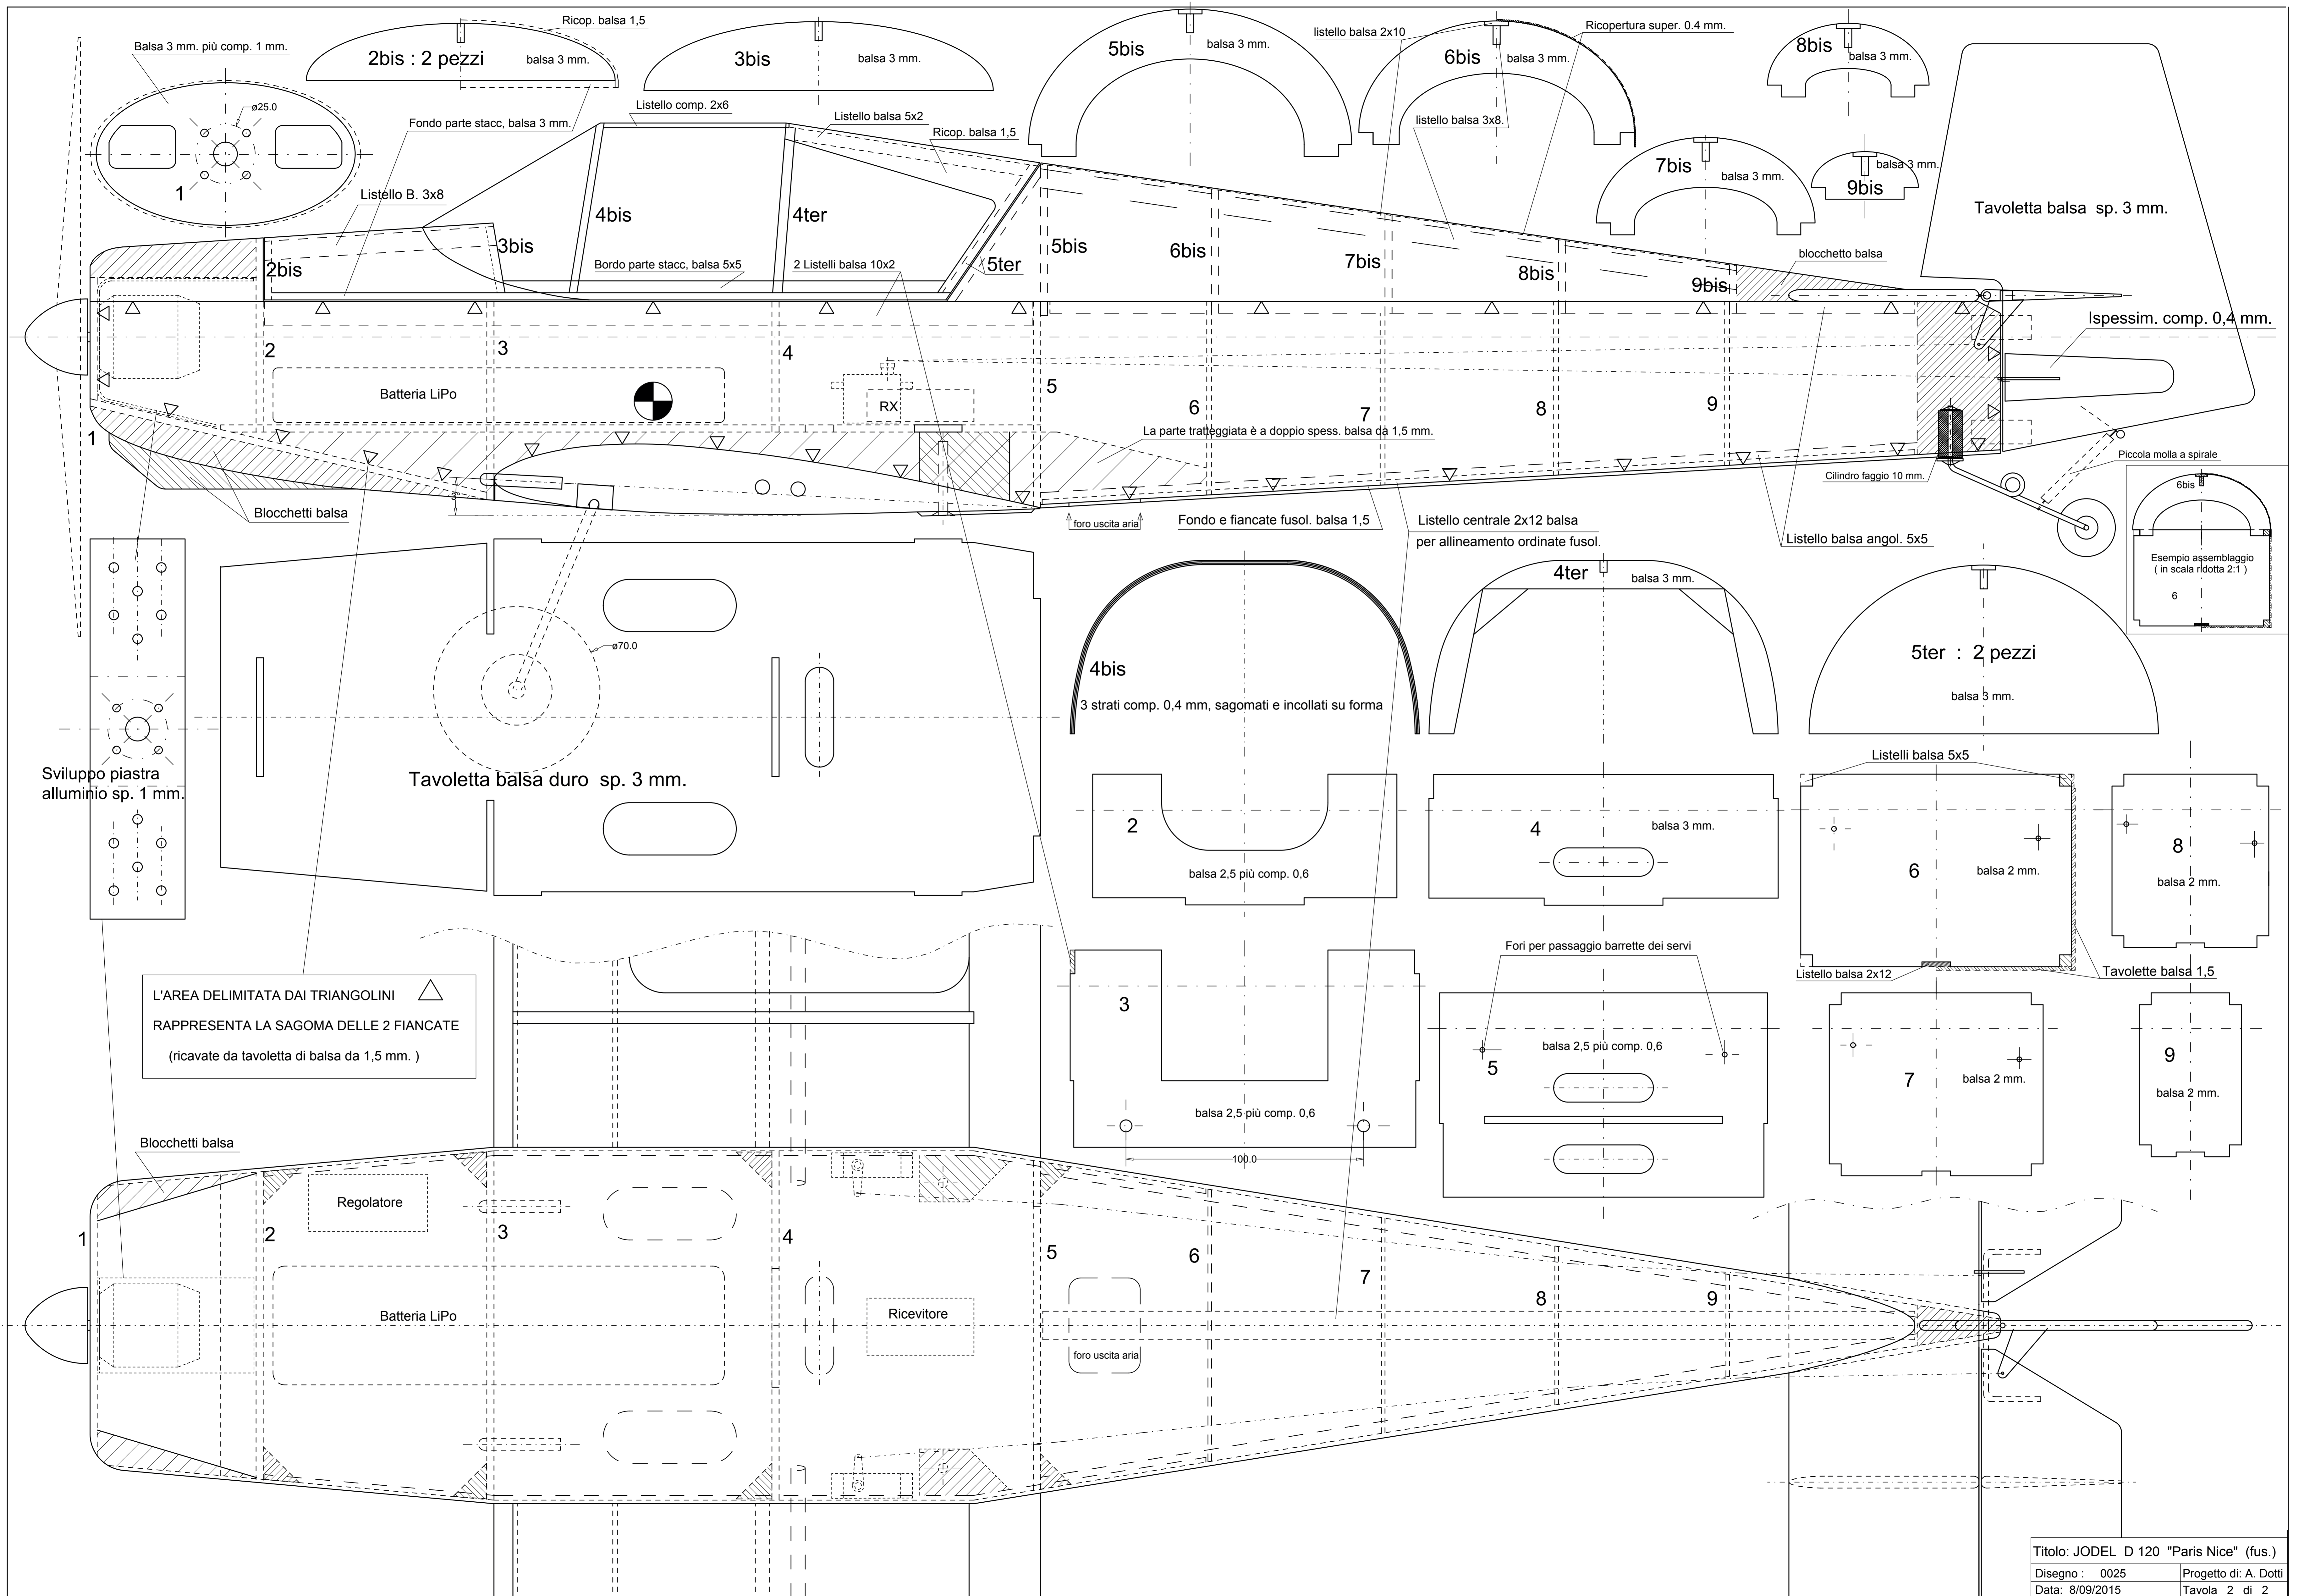 Ricop. balsa 1,5
Balsa 3 mm. più comp. 1 mm.
2bis : 2 pezzi
balsa 3 mm.
3bis
balsa 3 mm.
5bis
balsa 3 mm.
listello balsa 2x10
6bis
balsa 3 mm.
Ricopertura super. 0.4 mm.
8bis
balsa 3 mm.
ø25.0
1
Fondo parte stacc, balsa 3 mm.
Listello comp. 2x6
Listello balsa 5x2
Ricop. balsa 1,5
listello balsa 3x8.
7bis
balsa 3 mm.
balsa 3 mm.
9bis
Listello B. 3x8
Tavoletta balsa sp. 3 mm.
4bis
4ter
3bis
2bis
Bordo parte stacc, balsa 5x5
2 Listelli balsa 10x2
5ter
5bis
6bis
7bis
8bis
9bis
blocchetto balsa
Ispessim. comp. 0,4 mm.
2
3
4
5
6
7
8
9
1
Batteria LiPo
RX
La parte tratteggiata è a doppio spess. balsa da 1,5 mm.
3°
Blocchetti balsa
foro uscita aria
Fondo e fiancate fusol. balsa 1,5
Listello centrale 2x12 balsa
per allineamento ordinate fusol.
Cilindro faggio 10 mm.
Listello balsa angol. 5x5
Piccola molla a spirale
6bis
Esempio assemblaggio
( in scala ridotta 2:1 )
6
ø70.0
Sviluppo piastra
alluminio sp. 1 mm.
Tavoletta balsa duro sp. 3 mm.
4bis
3 strati comp. 0,4 mm, sagomati e incollati su forma
4ter
balsa 3 mm.
5ter : 2 pezzi
balsa 3 mm.
2
balsa 2,5 più comp. 0,6
4
balsa 3 mm.
Listelli balsa 5x5
6
balsa 2 mm.
Listello balsa 2x12
Tavolette balsa 1,5
8
balsa 2 mm.
3
balsa 2,5 più comp. 0,6
100.0
Fori per passaggio barrette dei servi
balsa 2,5 più comp. 0,6
5
7
balsa 2 mm.
9
balsa 2 mm.
L'AREA DELIMITATA DAI TRIANGOLINI
RAPPRESENTA LA SAGOMA DELLE 2 FIANCATE
(ricavate da tavoletta di balsa da 1,5 mm. )
Blocchetti balsa
Regolatore
1
2
3
4
5
6
7
8
9
Batteria LiPo
Ricevitore
foro uscita aria
Titolo: JODEL D 120 "Paris Nice" (fus.)
Disegno : 0025
Progetto di: A. Dotti
Data: 8/09/2015
Tavola 2 di 2